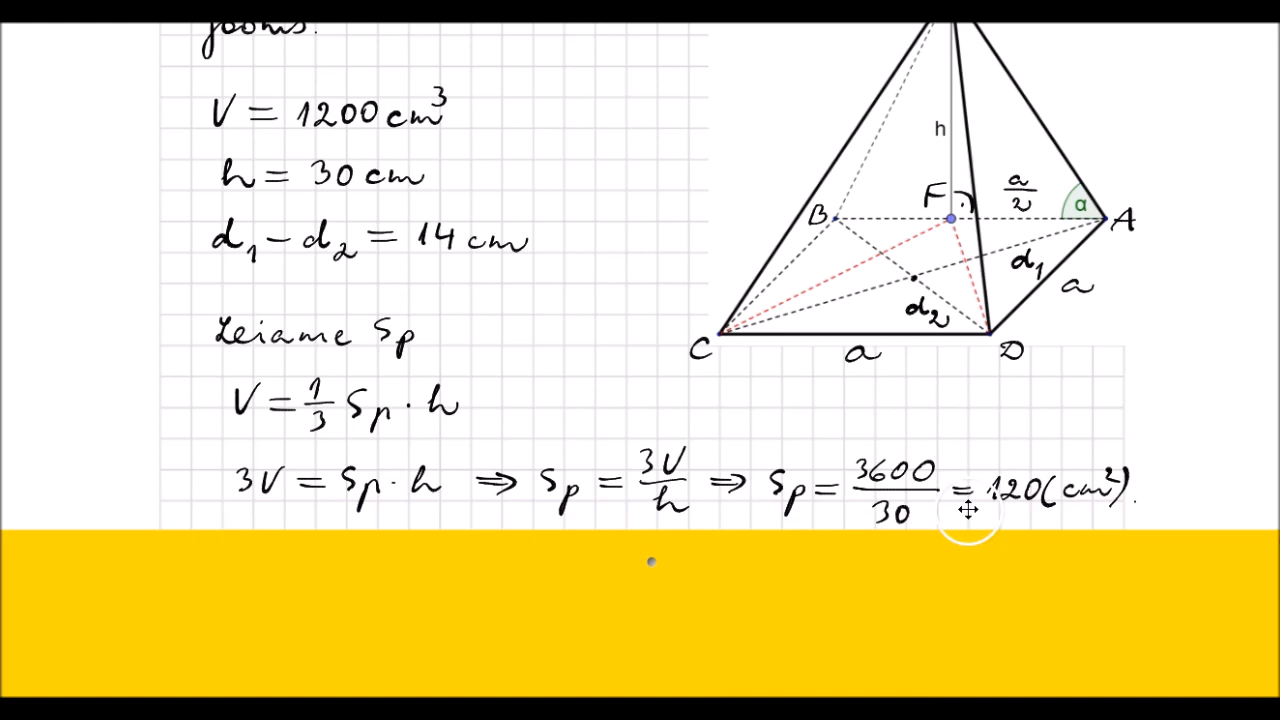 jooms.
V = 1200 cm³
h = 30 cm
d₁ - d₂ = 14 cm
Leiame Sp
V = 1/3 Sp · h
3V = Sp · h ⇒ Sp = 3V/h ⇒ Sp = 3600/30 = 120 (cm²).
h
F
a/2
α
B
A
d₁
a
d₂
C
a
D